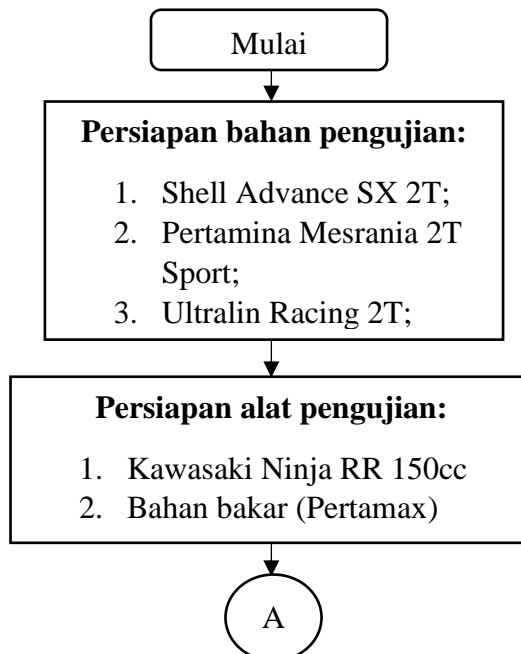 Mulai
Persiapan bahan pengujian:
1. Shell Advance SX 2T;
2. Pertamina Mesrania 2T
Sport;
3. Ultralin Racing 2T;
Persiapan alat pengujian:
1. Kawasaki Ninja RR 150cc
2. Bahan bakar (Pertamax)
A